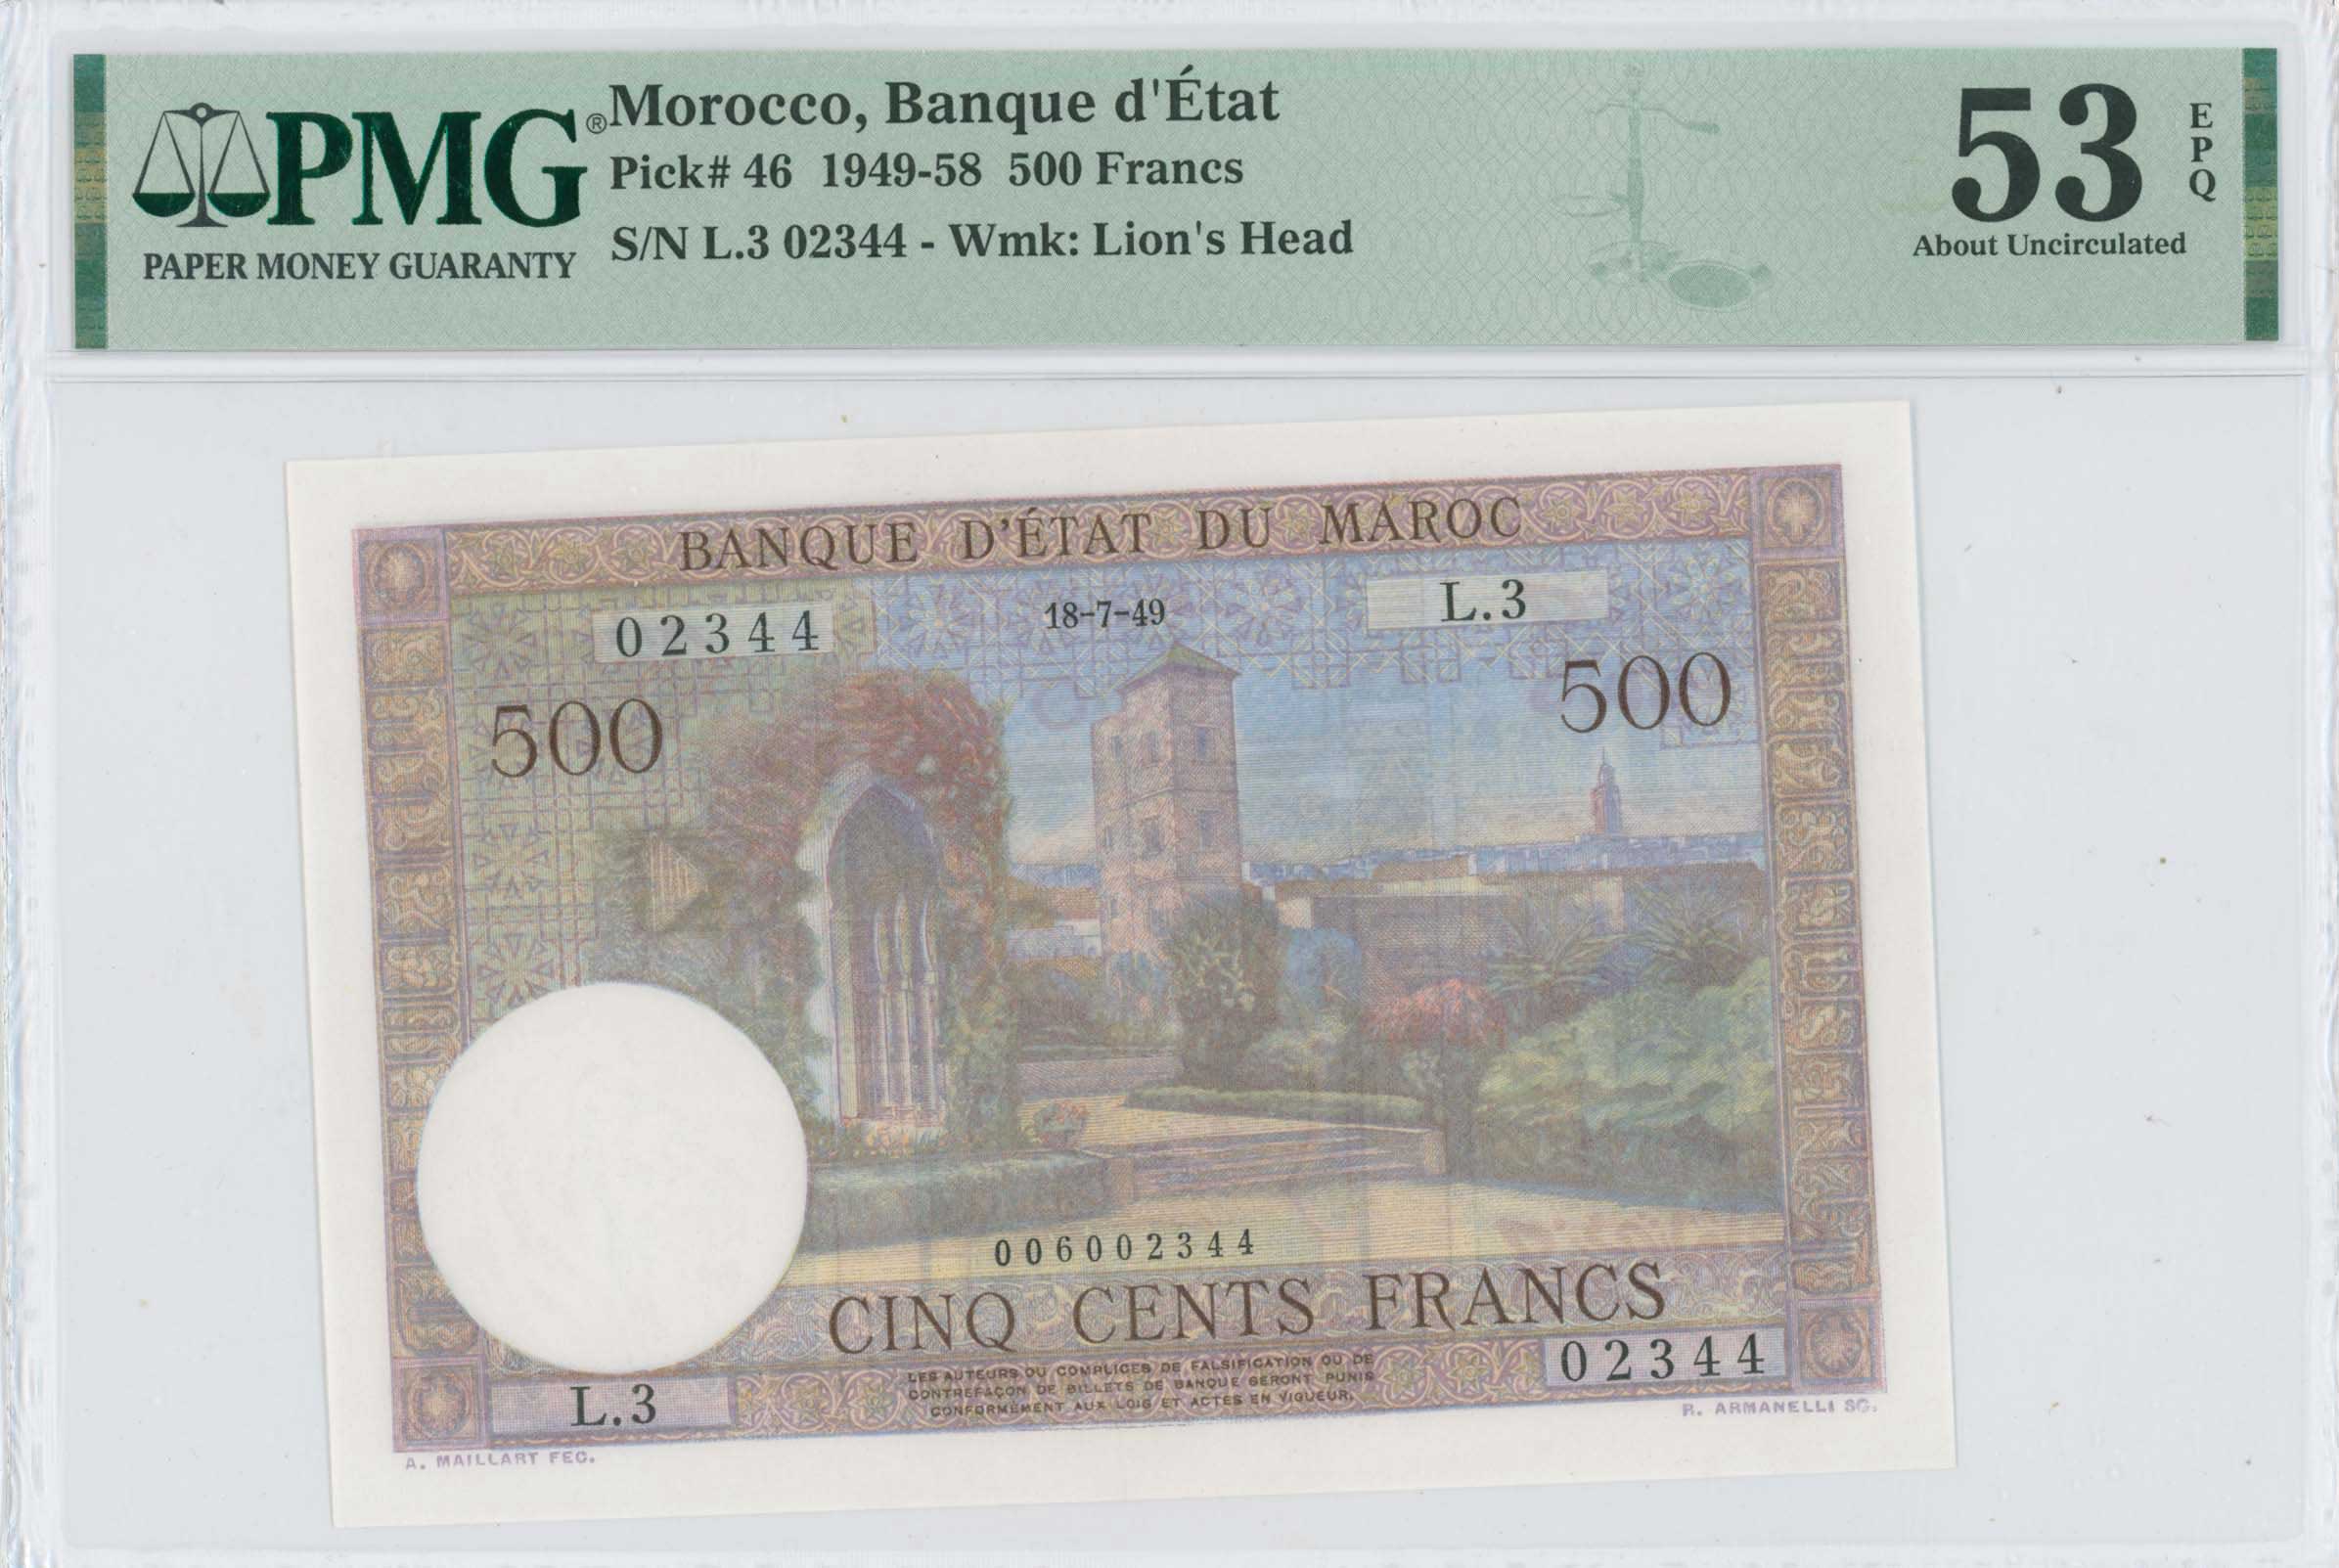 PMG®
PAPER MONEY GUARANTY
Morocco, Banque d'État
Pick# 46 1949-58 500 Francs
S/N L.3 02344 - Wmk: Lion's Head
53
EPQ
About Uncirculated
BANQUE D'ÉTAT DU MAROC
02344
18-7-49
L.3
500
500
006002344
CINQ CENTS FRANCS
02344
LES AUTEURS OU COMPLICES DE FALSIFICATION OU DE
CONTREFAÇON DE BILLETS DE BANQUE SERONT PUNIS
CONFORMÉMENT AUX LOIS ET ACTES EN VIGUEUR.
L.3
A. MAILLART FEC.
R. ARMANELLI SC.